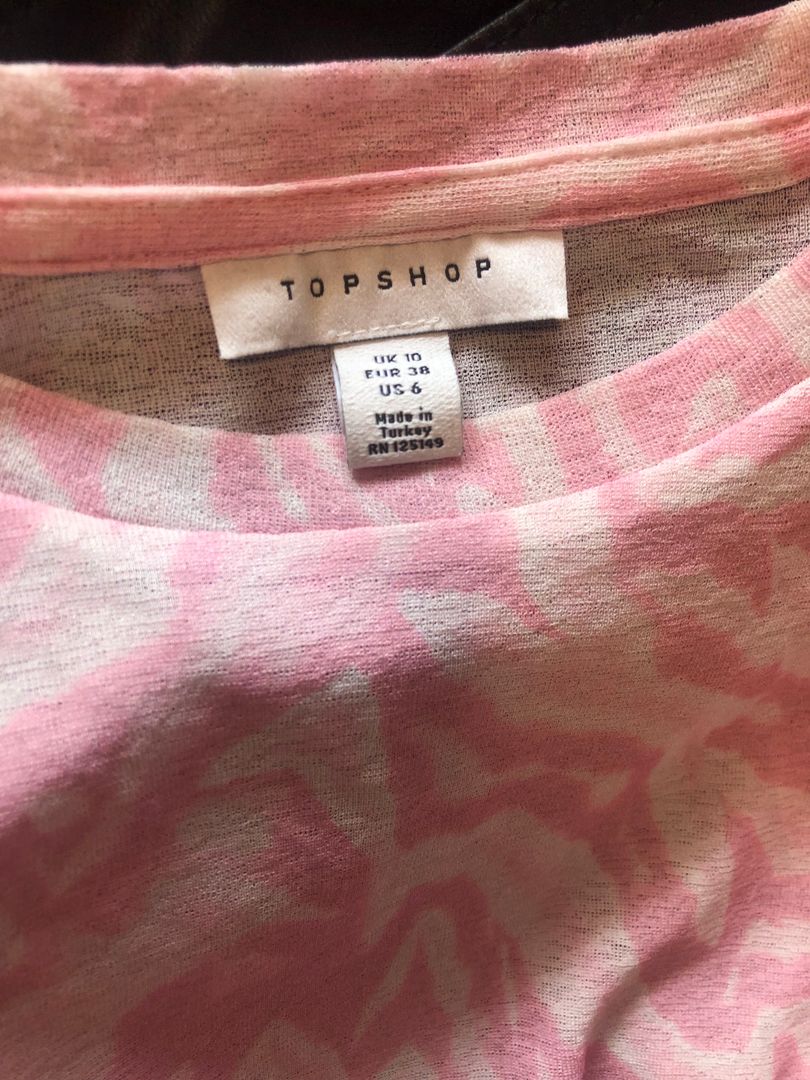 TOPSHOP
UK 10
EUR 38
US 6
Made in
Turkey
RN 125149